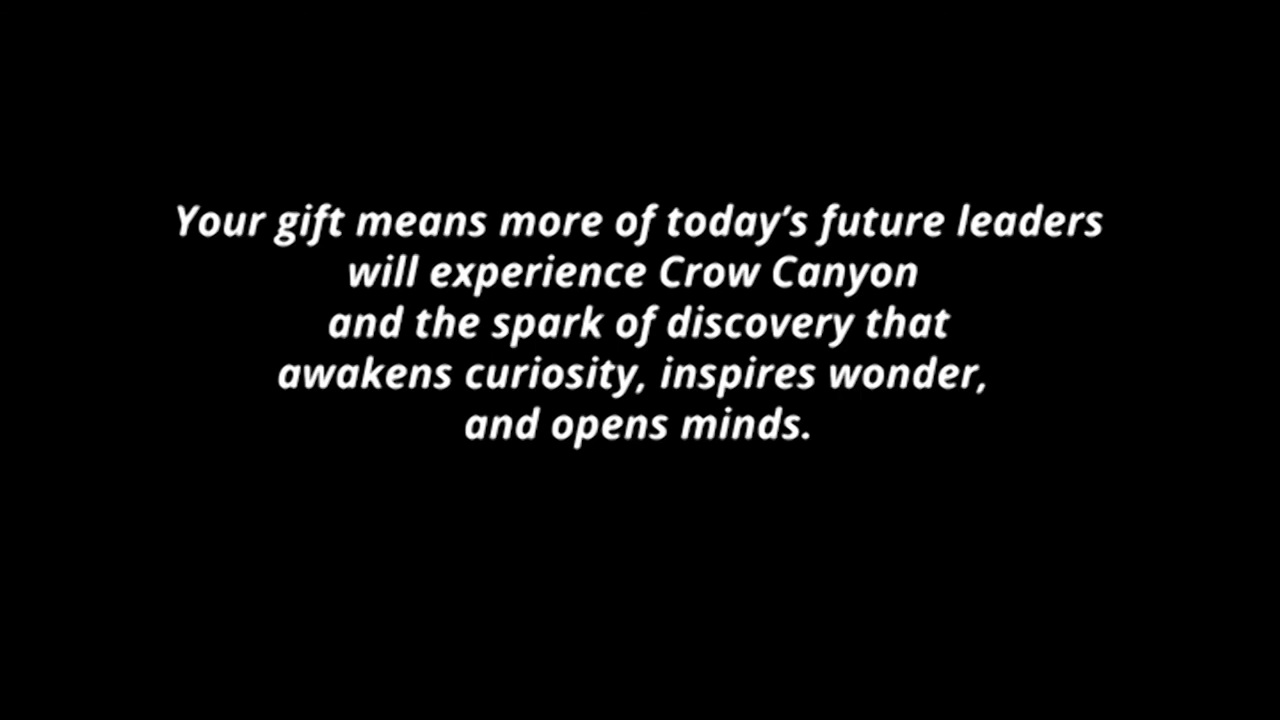 Your gift means more of today’s future leaders
will experience Crow Canyon
and the spark of discovery that
awakens curiosity, inspires wonder,
and opens minds.